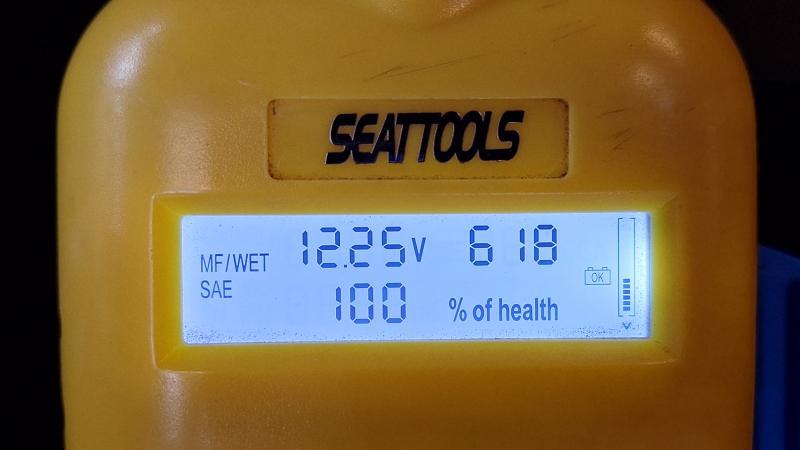 SEATTOOLS
MF/WET 12.25V 618
SAE 100 % of health
OK